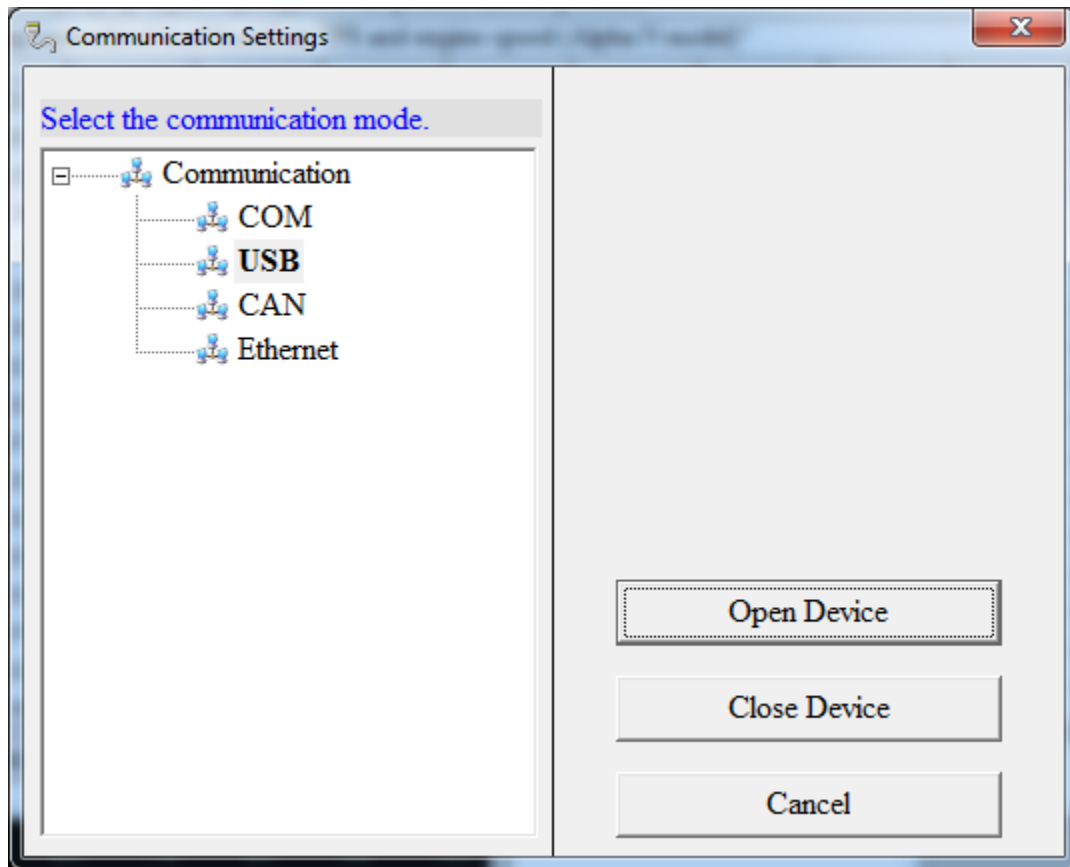 Communication Settings
Select the communication mode.
Communication
COM
USB
CAN
Ethernet
Open Device
Close Device
Cancel